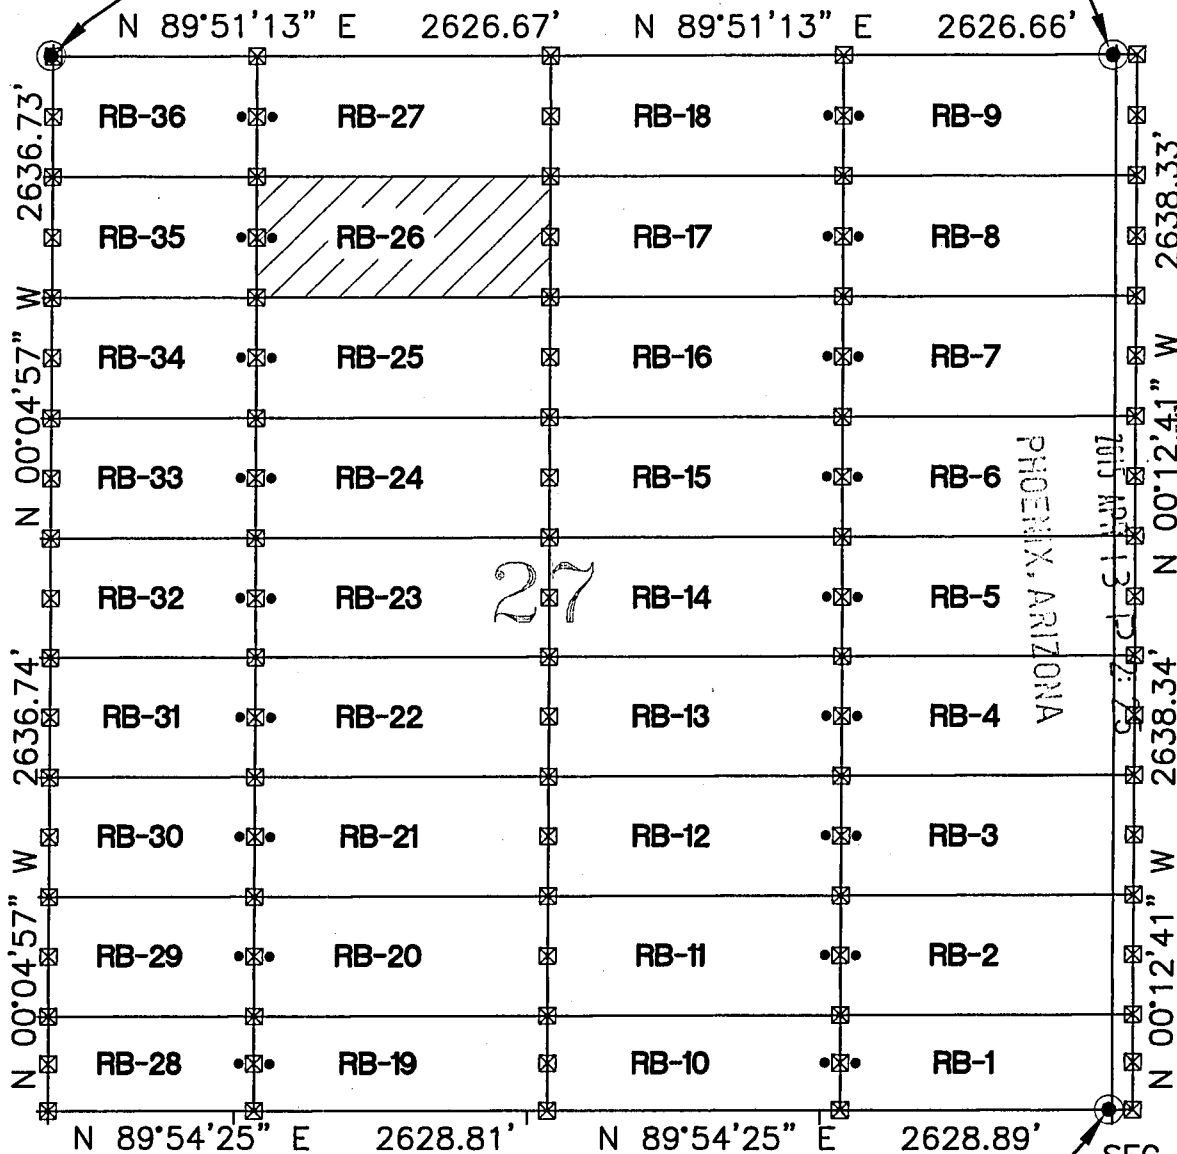 N 89°51'13" E 2626.67' N 89°51'13" E 2626.66'
RB-36 RB-27 RB-18 RB-9
RB-35 RB-26 RB-17 RB-8
RB-34 RB-25 RB-16 RB-7
RB-33 RB-24 RB-15 RB-6
RB-32 RB-23 RB-14 RB-5
27
RB-31 RB-22 RB-13 RB-4
RB-30 RB-21 RB-12 RB-3
RB-29 RB-20 RB-11 RB-2
RB-28 RB-19 RB-10 RB-1
N 89°54'25" E 2628.81' N 89°54'25" E 2628.89'
N 00°04'57" W 2636.73'
N 00°04'57" W 2636.74'
N 00°12'41" W 2638.33'
N 00°12'41" W 2638.34'
PHOENIX, ARIZONA